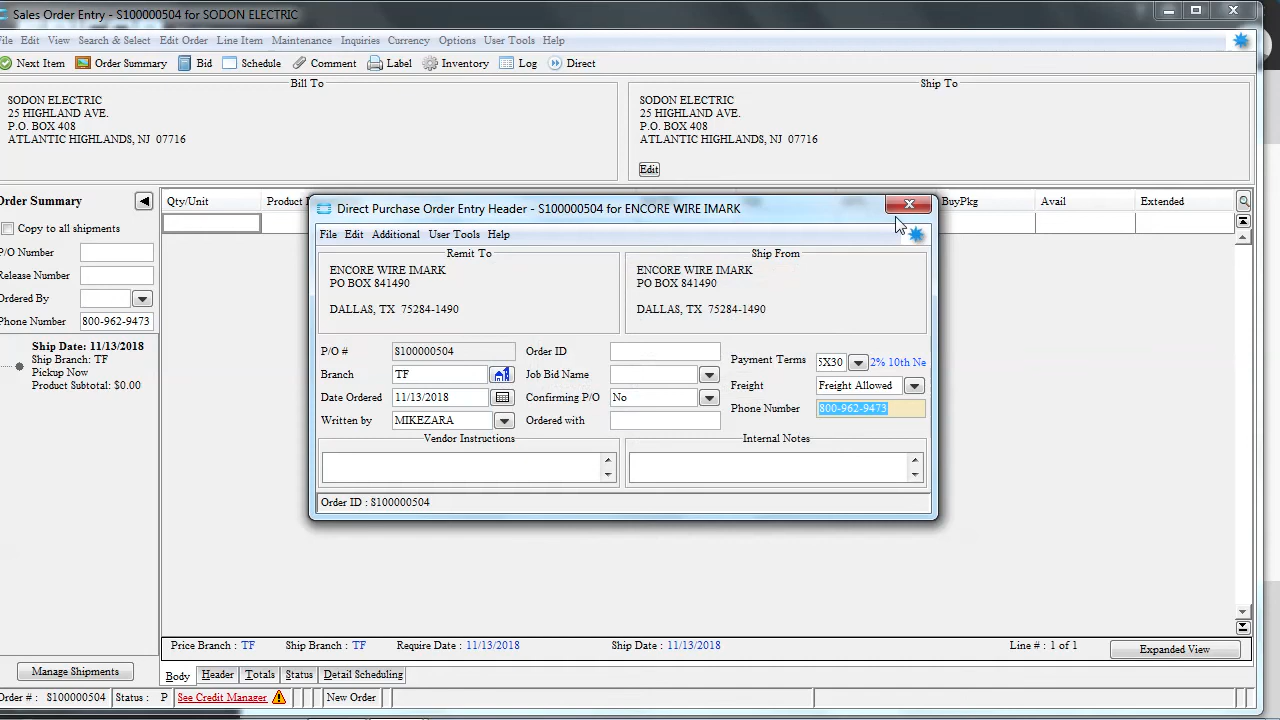 Sales Order Entry - S100000504 for SODON ELECTRIC
File Edit View Search & Select Edit Order Line Item Maintenance Inquiries Currency Options User Tools Help
Next Item Order Summary Bid Schedule Comment Label Inventory Log Direct
Bill To
SODON ELECTRIC
25 HIGHLAND AVE.
P.O. BOX 408
ATLANTIC HIGHLANDS, NJ 07716
Ship To
SODON ELECTRIC
25 HIGHLAND AVE.
P.O. BOX 408
ATLANTIC HIGHLANDS, NJ 07716
Edit
Order Summary
Copy to all shipments
P/O Number
Release Number
Ordered By
Phone Number 800-962-9473
Ship Date: 11/13/2018
Ship Branch: TF
Pickup Now
Product Subtotal: $0.00
Qty/Unit Product BuyPkg Avail Extended
Direct Purchase Order Entry Header - S100000504 for ENCORE WIRE IMARK
File Edit Additional User Tools Help
Remit To
ENCORE WIRE IMARK
PO BOX 841490
DALLAS, TX 75284-1490
Ship From
ENCORE WIRE IMARK
PO BOX 841490
DALLAS, TX 75284-1490
P/O # S100000504
Branch TF
Date Ordered 11/13/2018
Written by MIKEZARA
Order ID
Job Bid Name
Confirming P/O No
Ordered with
Payment Terms 5X30 2% 10th Ne
Freight Freight Allowed
Phone Number 800-962-9473
Vendor Instructions
Internal Notes
Order ID : S100000504
Price Branch : TF Ship Branch : TF Require Date : 11/13/2018 Ship Date : 11/13/2018 Line # : 1 of 1
Expanded View
Manage Shipments
Body Header Totals Status Detail Scheduling
Order # : S100000504 Status : P See Credit Manager New Order